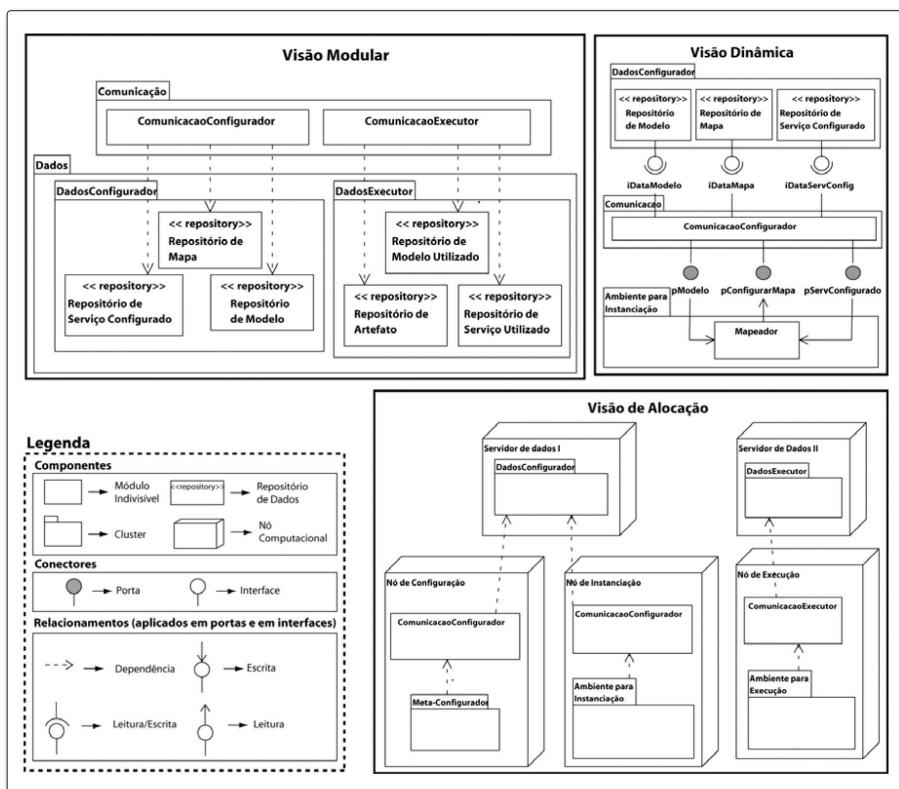 Visão Modular
Comunicação
ComunicacaoConfigurador
ComunicacaoExecutor
Dados
DadosConfigurador
<< repository>>
Repositório de
Mapa
<< repository>>
Repositório de
Serviço Configurado
<< repository>>
Repositório
de Modelo
DadosExecutor
<< repository>>
Repositório de
Modelo Utilizado
<< repository>>
Repositório de
Artefato
<< repository>>
Repositório de
Serviço Utilizado
Visão Dinâmica
DadosConfigurador
<< repository>>
Repositório
de Modelo
<< repository>>
Repositório de
Mapa
<< repository>>
Repositório de
Serviço Configurado
iDataModelo
iDataMapa
iDataServConfig
Comunicacao
ComunicacaoConfigurador
pModelo
pConfigurarMapa
pServConfigurado
Ambiente para
Instanciação
Mapeador
Legenda
Componentes
Módulo
Indivisível
<<repository>>
Repositório
de Dados
Cluster
Nó
Computacional
Conectores
Porta
Interface
Relacionamentos (aplicados em portas e em interfaces)
Dependência
Escrita
Leitura/Escrita
Leitura
Visão de Alocação
Servidor de dados I
DadosConfigurador
Servidor de Dados II
DadosExecutor
Nó de Configuração
ComunicacaoConfigurador
Meta-Configurador
Nó de Instanciação
ComunicacaoConfigurador
Ambiente para
Instanciação
Nó de Execução
ComunicacaoExecutor
Ambiente para
Execução